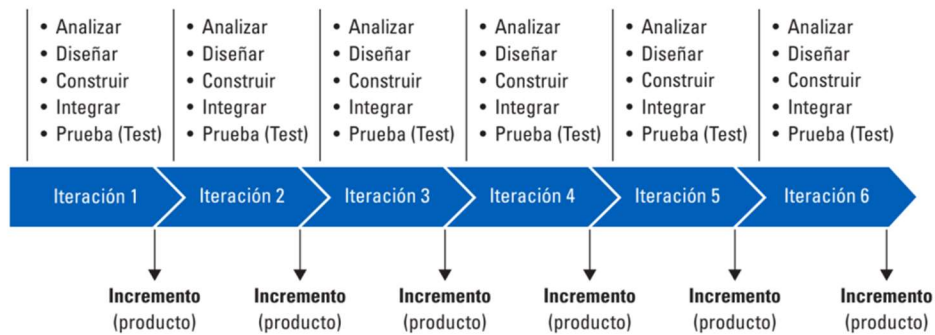 • Analizar
• Diseñar
• Construir
• Integrar
• Prueba (Test)
• Analizar
• Diseñar
• Construir
• Integrar
• Prueba (Test)
• Analizar
• Diseñar
• Construir
• Integrar
• Prueba (Test)
• Analizar
• Diseñar
• Construir
• Integrar
• Prueba (Test)
• Analizar
• Diseñar
• Construir
• Integrar
• Prueba (Test)
• Analizar
• Diseñar
• Construir
• Integrar
• Prueba (Test)
Iteración 1
Iteración 2
Iteración 3
Iteración 4
Iteración 5
Iteración 6
Incremento
(producto)
Incremento
(producto)
Incremento
(producto)
Incremento
(producto)
Incremento
(producto)
Incremento
(producto)